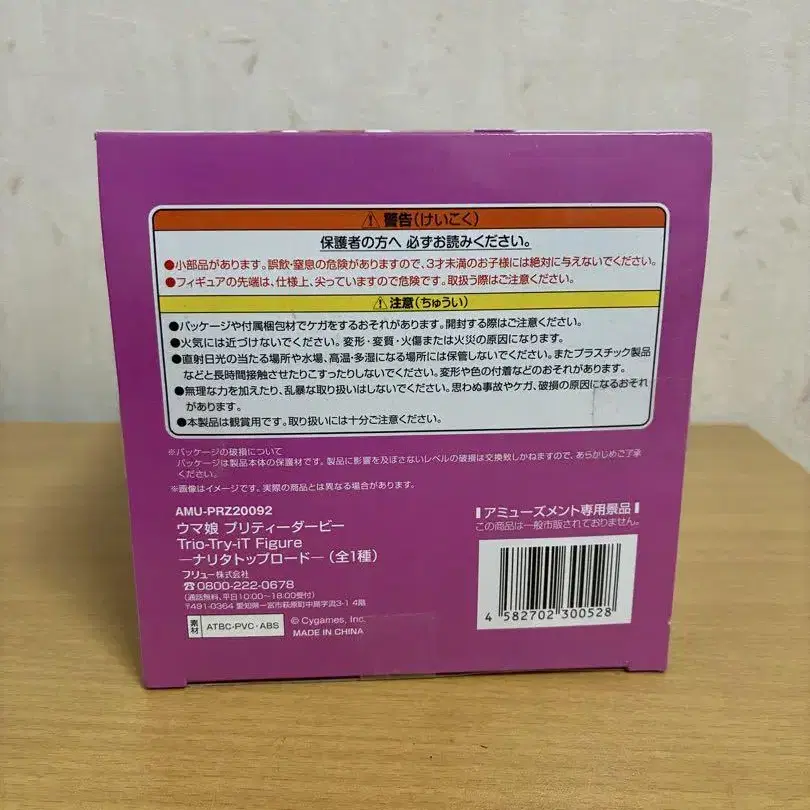 ⚠警告(けいこく)
保護者の方へ 必ずお読みください。
●小部品があります。誤飲・窒息の危険がありますので、3才未満のお子様には絶対に与えないでください。
●フィギュアの先端は、仕様上、尖っていますので危険です。取扱う際はご注意ください。
⚠注意(ちゅうい)
●パッケージや付属梱包材でケガをするおそれがあります。開封する際はご注意ください。
●火気には近づけないでください。変形・変質・火傷または火災の原因になります。
●直射日光の当たる場所や水場、高温・多湿になる場所には保管しないでください。またプラスチック製品
などと長時間接触させたりこすったりしないでください。変形や色の付着などのおそれがあります。
●無理な力を加えたり、乱暴な取り扱いはしないでください。思わぬ事故やケガ、破損の原因になるおそれ
があります。
●本製品は観賞用です。取り扱いには十分ご注意ください。
※パッケージの破損について
パッケージは製品本体の保護材です。製品に影響を及ぼさないレベルの破損は交換致しかねますので、あらかじめご了承
ください。
※画像はイメージです。実際の商品とは異なる場合があります。
AMU-PRZ20092
ウマ娘 プリティーダービー
Trio-Try-iT Figure
―ナリタトップロード―(全1種)
フリュー株式会社
☎0800-222-0678
(通話無料、平日10:00~18:00受付)
〒491-0364 愛知県一宮市萩原町中島字流3-1 4階
素材 ATBC-PVC・ABS
© Cygames, Inc.
MADE IN CHINA
アミューズメント専用景品
この商品は一般市販されておりません。
4 582702 300528